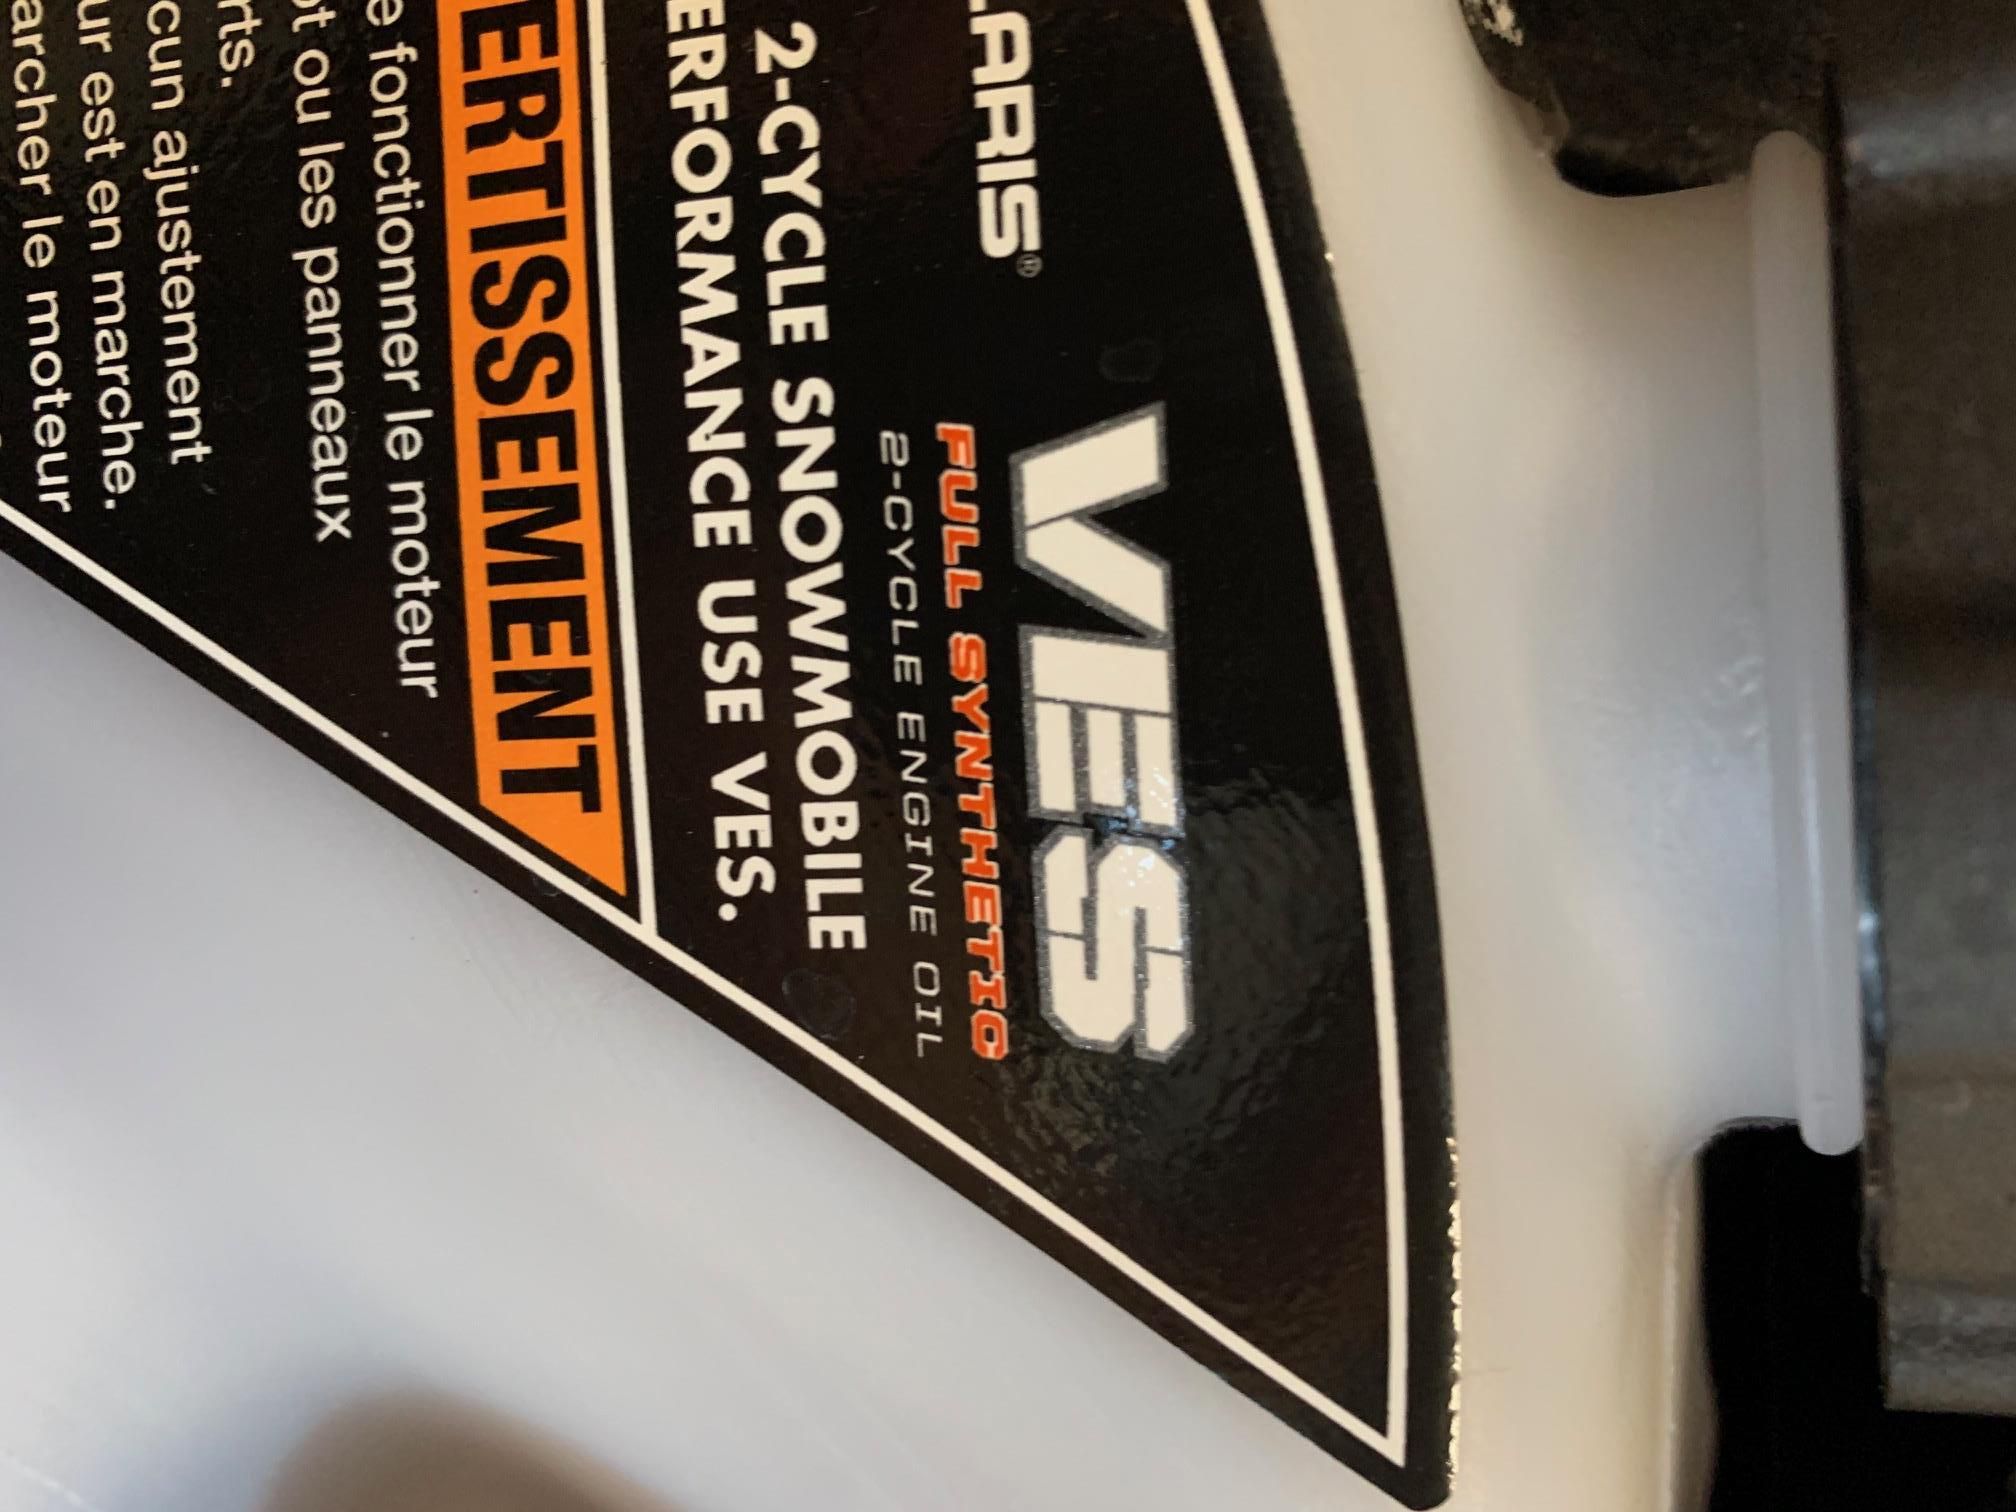 LARIS®
VES
FULL SYNTHETIC
2-CYCLE ENGINE OIL
2-CYCLE SNOWMOBILE
ERFORMANCE USE VES.
ERTISSEMENT
e fonctionner le moteur
ot ou les panneaux
rts.
cun ajustement
ur est en marche.
archer le moteur